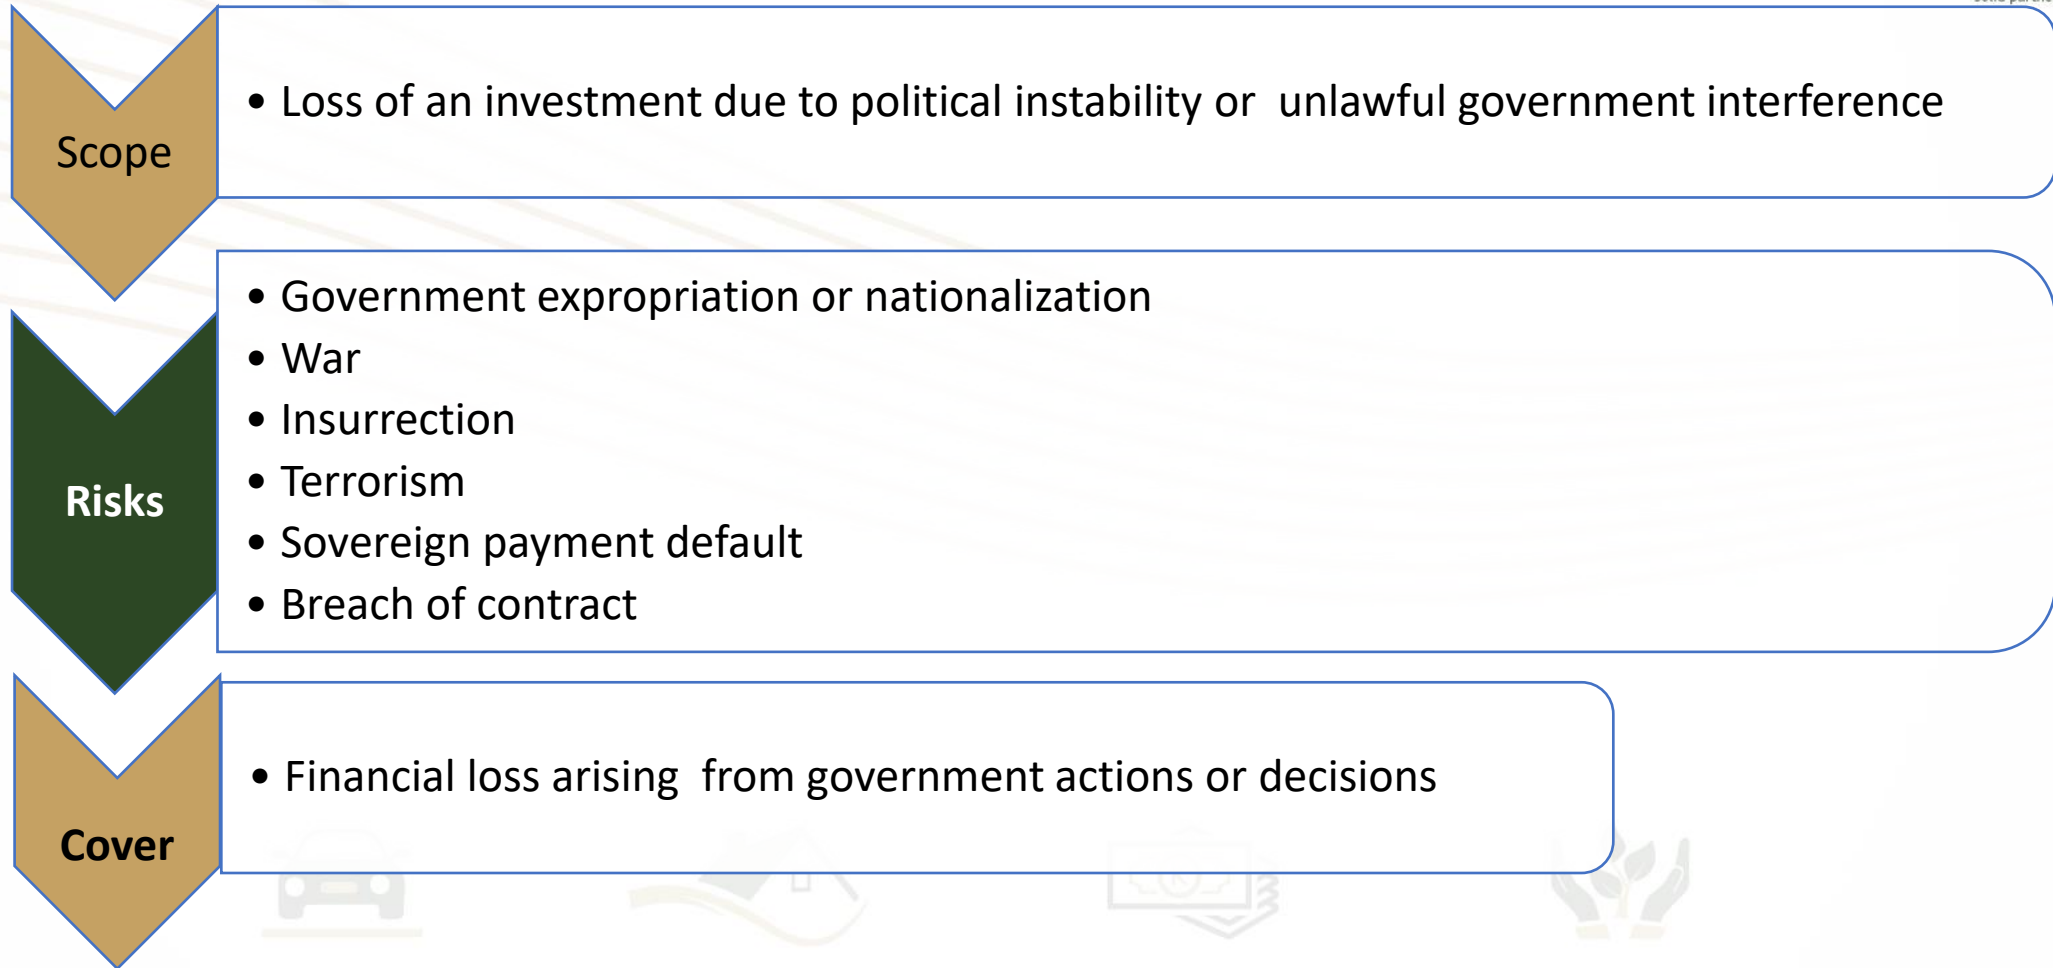 Scope
• Loss of an investment due to political instability or  unlawful government interference
Risks
• Government expropriation or nationalization
• War
• Insurrection
• Terrorism
• Sovereign payment default
• Breach of contract
Cover
• Financial loss arising  from government actions or decisions